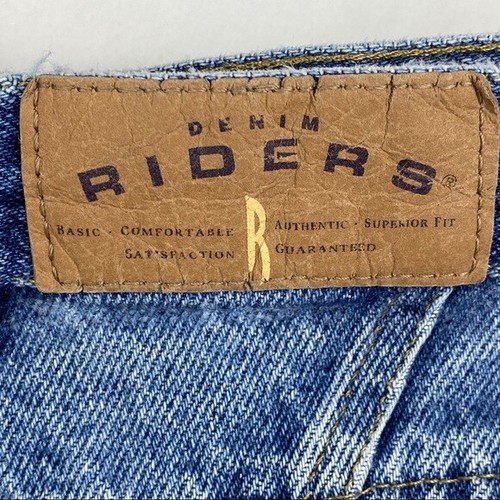 DENIM
RIDERS®
BASIC · COMFORTABLE R AUTHENTIC · SUPERIOR FIT
SATISFACTION GUARANTEED